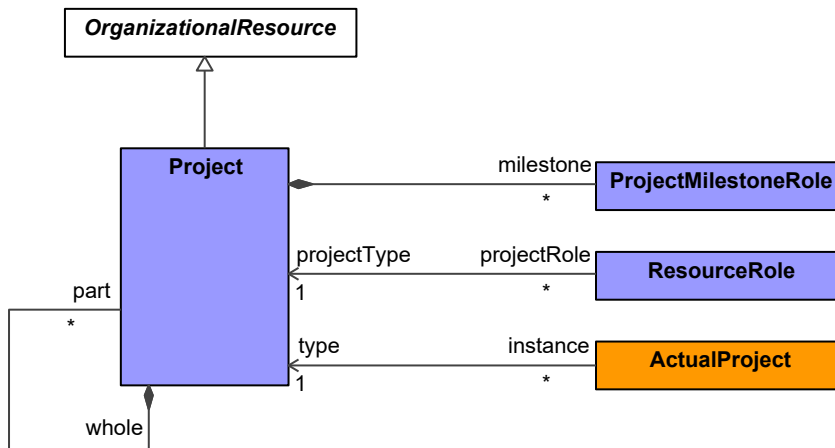 OrganizationalResource
Project
milestone
*
ProjectMilestoneRole
projectType
1
projectRole
*
ResourceRole
part
*
type
1
instance
*
ActualProject
whole